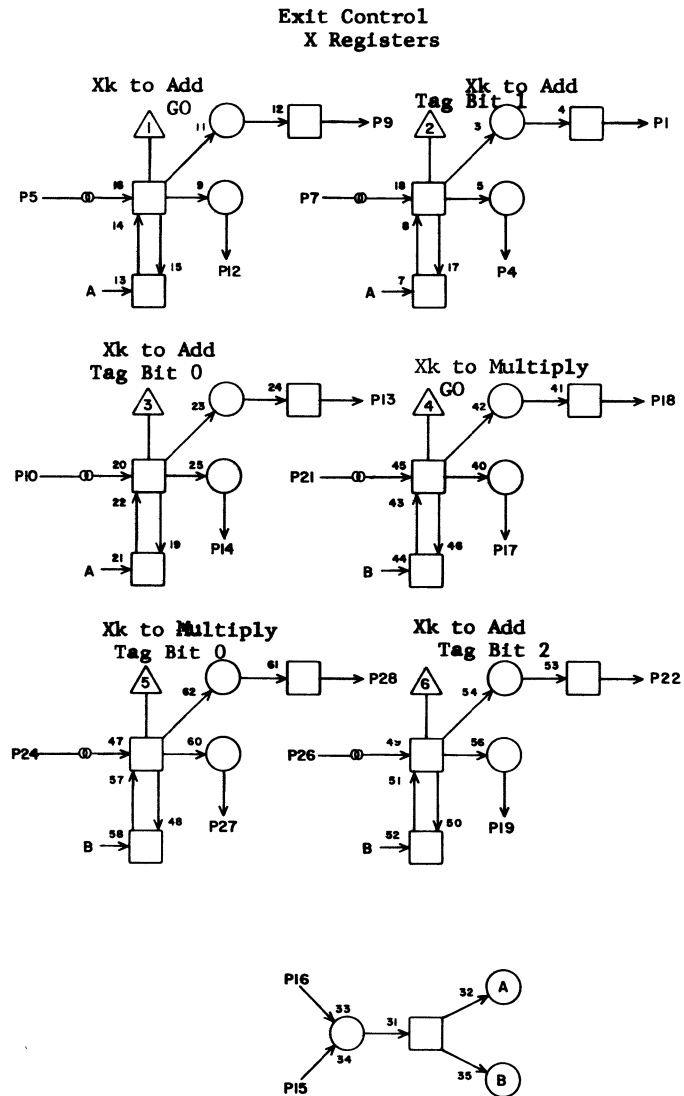 Exit Control
X Registers
Xk to Add
GO
1
11
12
P9
P5
16
9
14
15
P12
A
13
Xk to Add
Tag Bit 1
2
3
4
P1
P7
18
5
8
17
P4
A
7
Xk to Add
Tag Bit 0
3
23
24
P13
P10
20
25
22
19
P14
A
21
Xk to Multiply
GO
4
42
41
P18
P21
45
40
43
46
P17
B
44
Xk to Multiply
Tag Bit 0
5
62
61
P28
P24
47
60
57
48
P27
B
58
Xk to Add
Tag Bit 2
6
54
53
P22
P26
49
56
51
50
P19
B
52
P16
33
34
P15
31
32
A
35
B